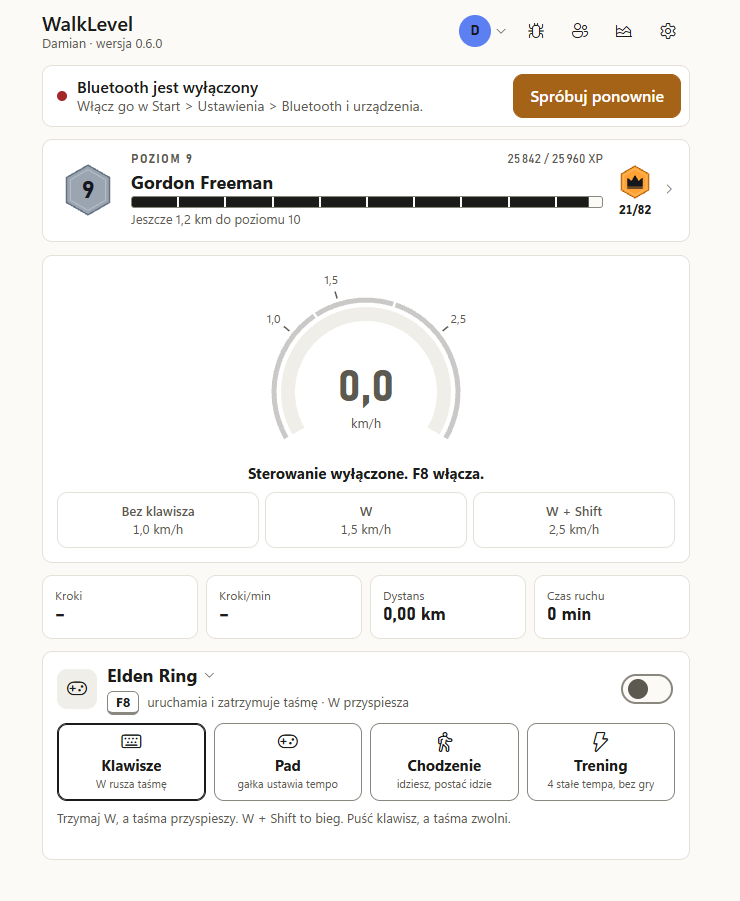 WalkLevel
Damian · wersja 0.6.0
D
Bluetooth jest wyłączony
Włącz go w Start > Ustawienia > Bluetooth i urządzenia.
Spróbuj ponownie
9
POZIOM 9
25 842 / 25 960 XP
Gordon Freeman
Jeszcze 1,2 km do poziomu 10
21/82
1,5
1,0
2,5
0,0
km/h
Sterowanie wyłączone. F8 włącza.
Bez klawisza
1,0 km/h
W
1,5 km/h
W + Shift
2,5 km/h
Kroki
–
Kroki/min
–
Dystans
0,00 km
Czas ruchu
0 min
Elden Ring
F8 uruchamia i zatrzymuje taśmę · W przyspiesza
Klawisze
W rusza taśmę
Pad
gałka ustawia tempo
Chodzenie
idziesz, postać idzie
Trening
4 stałe tempa, bez gry
Trzymaj W, a taśma przyspieszy. W + Shift to bieg. Puść klawisz, a taśma zwolni.